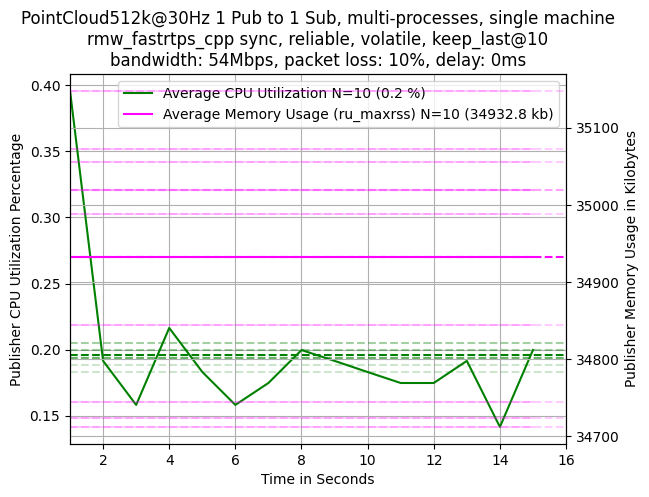 PointCloud512k@30Hz 1 Pub to 1 Sub, multi-processes, single machine
rmw_fastrtps_cpp sync, reliable, volatile, keep_last@10
bandwidth: 54Mbps, packet loss: 10%, delay: 0ms
Average CPU Utilization N=10 (0.2 %)
Average Memory Usage (ru_maxrss) N=10 (34932.8 kb)
Publisher CPU Utilization Percentage
0.40
0.35
0.30
0.25
0.20
0.15
35100
35000
34900
34800
34700
Publisher Memory Usage in Kilobytes
2 4 6 8 10 12 14 16
Time in Seconds